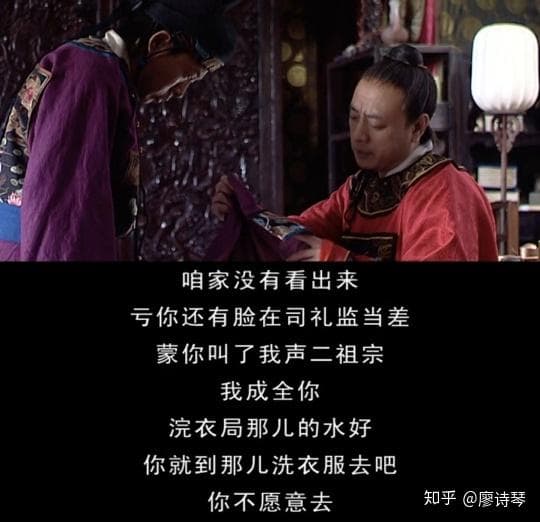 咱家没有看出来
亏你还有脸在司礼监当差
蒙你叫了我声二祖宗
我成全你
浣衣局那儿的水好
你就到那儿洗衣服去吧
你不愿意去
知乎 @廖诗琴